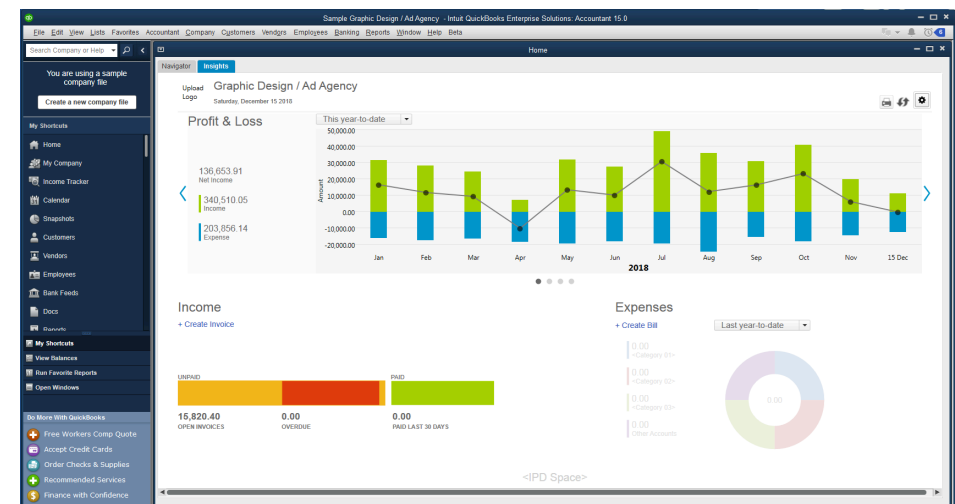 Sample Graphic Design / Ad Agency - Intuit QuickBooks Enterprise Solutions: Accountant 15.0
File Edit View Lists Favorites Accountant Company Customers Vendors Employees Banking Reports Window Help Beta
6
Search Company or Help
Home
Navigator Insights
You are using a sample
company file
Create a new company file
My Shortcuts
Home
My Company
Income Tracker
Calendar
Snapshots
Customers
Vendors
Employees
Bank Feeds
Docs
Reports
My Shortcuts
View Balances
Run Favorite Reports
Open Windows
Do More With QuickBooks
Free Workers Comp Quote
Accept Credit Cards
Order Checks & Supplies
Recommended Services
Finance with Confidence
Upload
Logo
Graphic Design / Ad Agency
Saturday, December 15 2018
Profit & Loss
This year-to-date
136,653.91
Net Income
340,510.05
Income
203,856.14
Expense
Amount
50,000.00
40,000.00
30,000.00
20,000.00
10,000.00
0.00
-10,000.00
-20,000.00
Jan Feb Mar Apr May Jun Jul Aug Sep Oct Nov 15 Dec
2018
Income
+ Create Invoice
UNPAID PAID
15,820.40 0.00 0.00
OPEN INVOICES OVERDUE PAID LAST 30 DAYS
Expenses
+ Create Bill
Last year-to-date
0.00
<Category 01>
0.00
<Category 02>
0.00
<Category 03>
0.00
Other Accounts
0.00
<IPD Space>